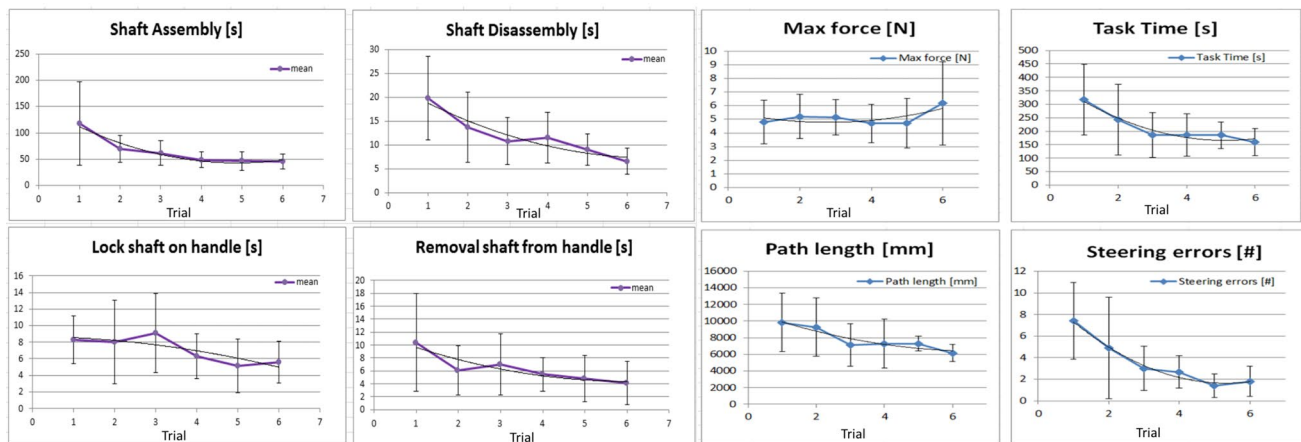 Shaft Assembly [s]
mean
250
200
150
100
50
0
0 1 2 3 4 5 6 7
Trial
Shaft Disassembly [s]
mean
30
25
20
15
10
5
0
0 1 2 3 4 5 6 7
Trial
Max force [N]
Max force [N]
10
9
8
7
6
5
4
3
2
1
0
0 2 4 6
Trial
Task Time [s]
Task Time [s]
500
450
400
350
300
250
200
150
100
50
0
0 2 4 6
Trial
Lock shaft on handle [s]
16
14
12
10
8
6
4
2
0
0 1 2 3 4 5 6 7
Trial
Removal shaft from handle [s]
mean
20
18
16
14
12
10
8
6
4
2
0
0 1 2 3 4 5 6 7
Trial
Path length [mm]
Path length [mm]
16000
14000
12000
10000
8000
6000
4000
2000
0
0 2 4 6
Trial
Steering errors [#]
Steering errors [#]
12
10
8
6
4
2
0
0 2 4 6
Trial